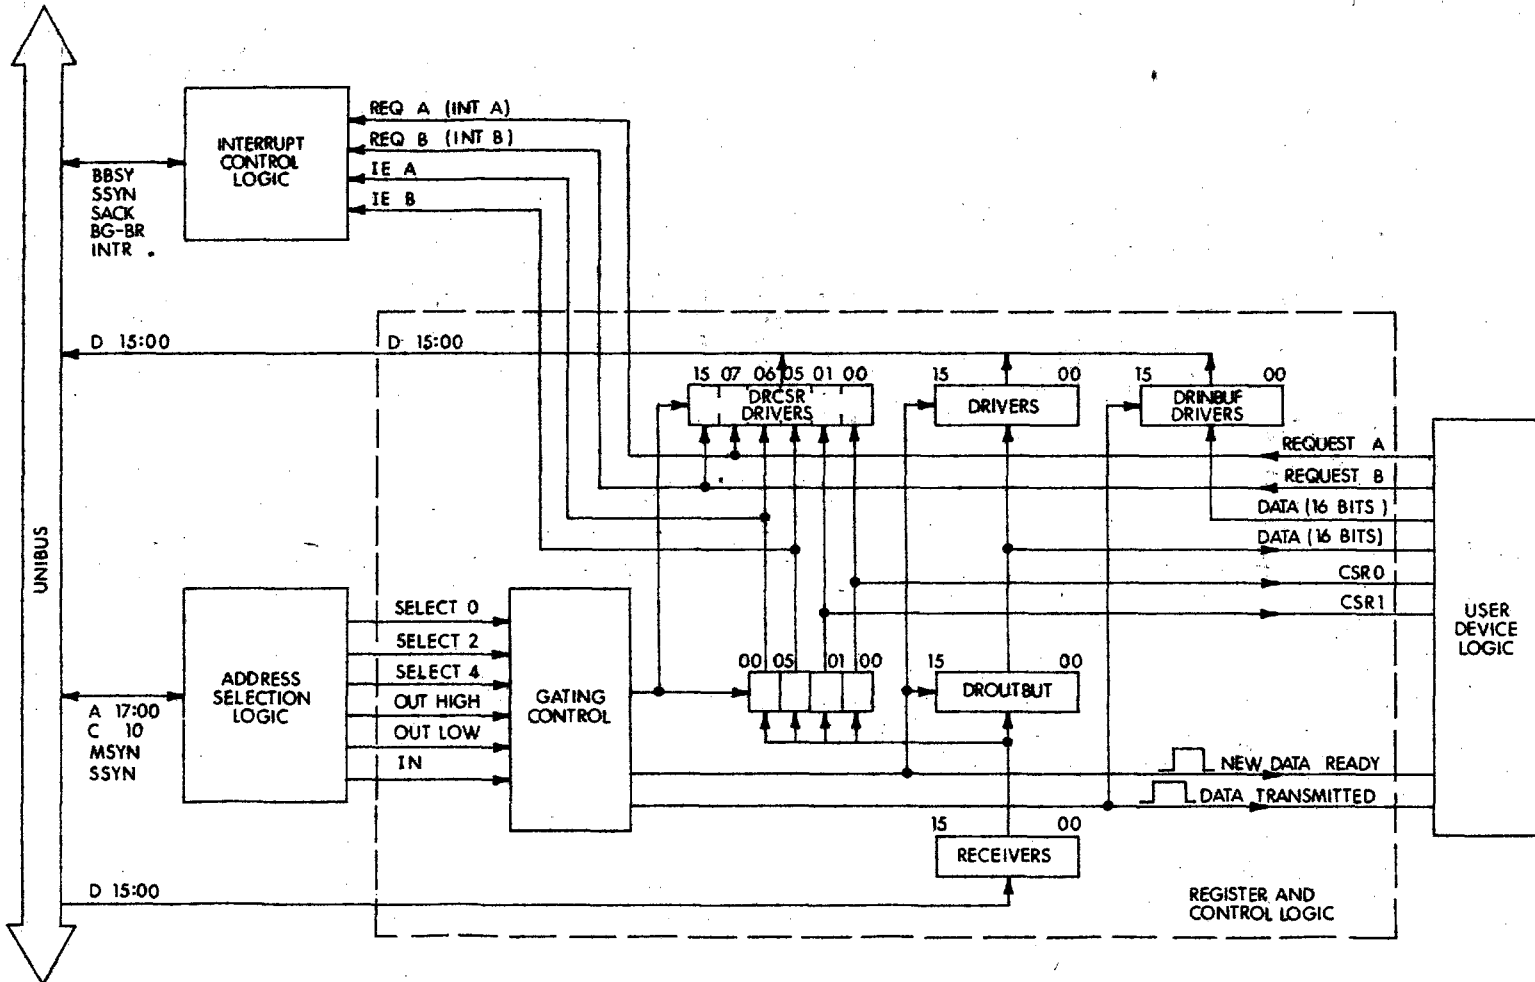 REQ A (INT A)
REQ B (INT B)
IE A
IE B
INTERRUPT
CONTROL
LOGIC
BBSY
SSYN
SACK
BG-BR
INTR
D 15:00
D 15:00
15 07 06 05 01 00
DRCSR
DRIVERS
15 00
DRIVERS
15 00
DRINBUF
DRIVERS
REQUEST A
REQUEST B
DATA (16 BITS)
DATA (16 BITS)
CSR0
CSR1
USER
DEVICE
LOGIC
UNIBUS
ADDRESS
SELECTION
LOGIC
A 17:00
C 10
MSYN
SSYN
SELECT 0
SELECT 2
SELECT 4
OUT HIGH
OUT LOW
IN
GATING
CONTROL
00 05 01 00
15 00
DROUTBUT
NEW DATA READY
DATA TRANSMITTED
15 00
RECEIVERS
D 15:00
REGISTER AND
CONTROL LOGIC